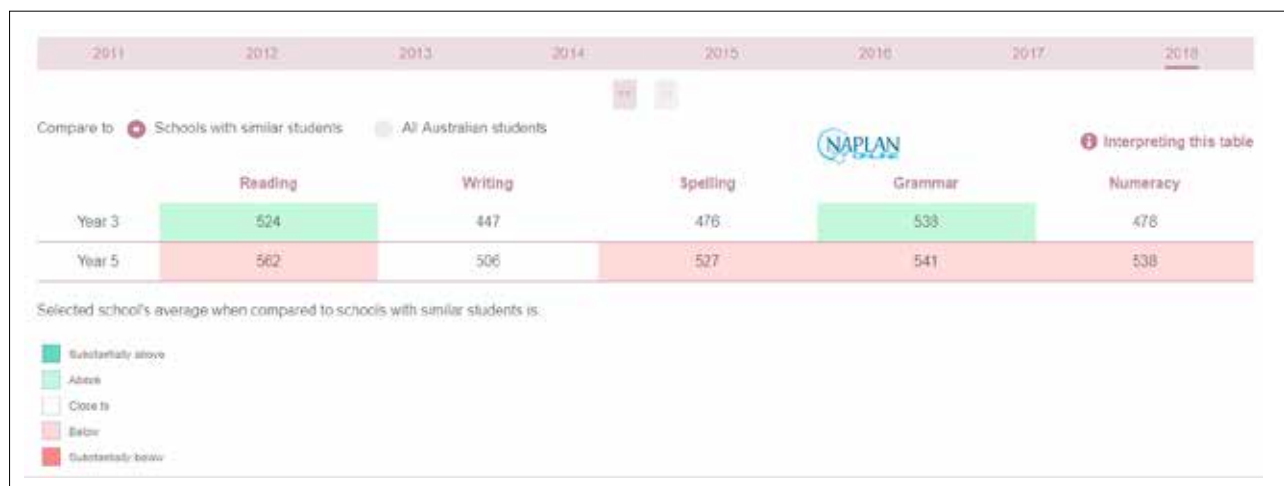 2011 2012 2013 2014 2015 2016 2017 2018
Compare to Schools with similar students All Australian students
NAPLAN
Interpreting this table
Reading Writing Spelling Grammar Numeracy
Year 3 524 447 476 538 478
Year 5 562 506 527 541 538
Selected school's average when compared to schools with similar students is
Substantially above
Above
Close to
Below
Substantially below